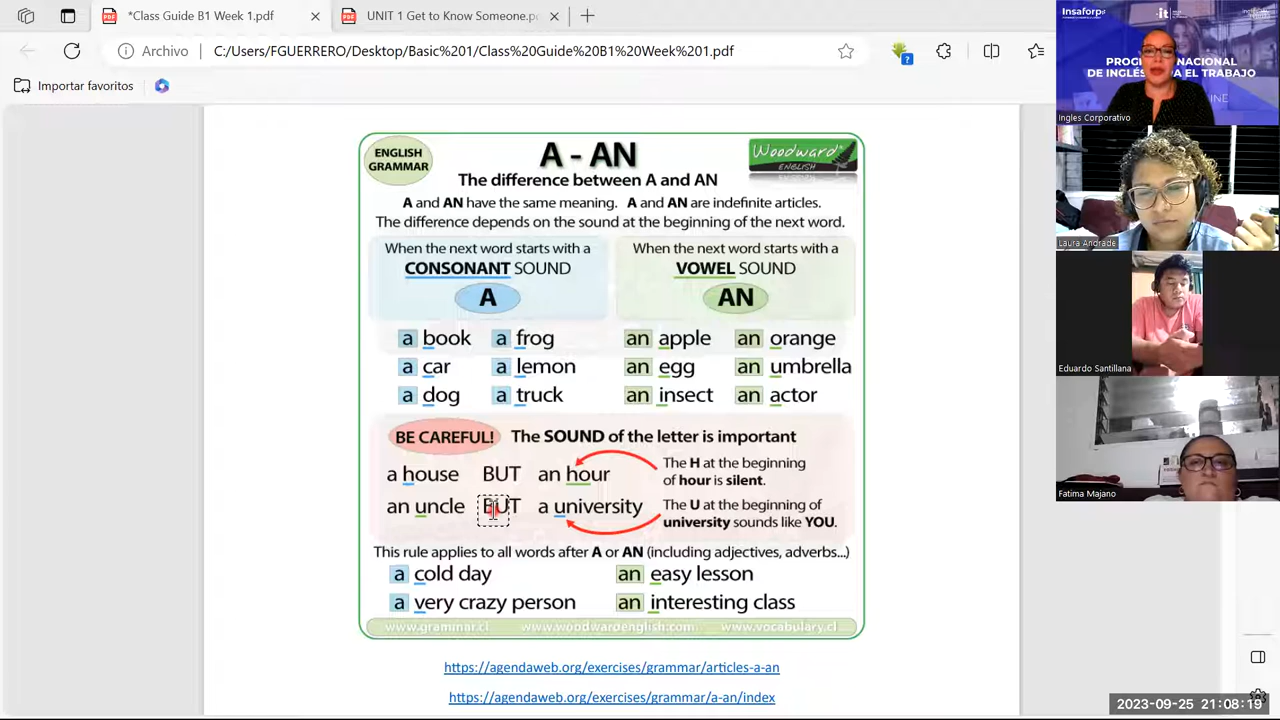 *Class Guide B1 Week 1.pdf
UNIT 1 Get to Know Someone.p
Archivo
C:/Users/FGUERRERO/Desktop/Basic%201/Class%20Guide%20B1%20Week%201.pdf
Importar favoritos
ENGLISH
GRAMMAR
A - AN
Woodward
ENGLISH
The difference between A and AN
A and AN have the same meaning. A and AN are indefinite articles.
The difference depends on the sound at the beginning of the next word.
When the next word starts with a
CONSONANT SOUND
A
When the next word starts with a
VOWEL SOUND
AN
a book a frog an apple an orange
a car a lemon an egg an umbrella
a dog a truck an insect an actor
BE CAREFUL! The SOUND of the letter is important
a house BUT an hour
The H at the beginning
of hour is silent.
an uncle BUT a university
The U at the beginning of
university sounds like YOU.
This rule applies to all words after A or AN (including adjectives, adverbs...)
a cold day an easy lesson
a very crazy person an interesting class
www.grammar.cl www.woodwardenglish.com www.vocabulary.cl
https://agendaweb.org/exercises/grammar/articles-a-an
https://agendaweb.org/exercises/grammar/a-an/index
Insaforp
NACIONAL
DE INGLÉS PARA EL TRABAJO
Ingles Corporativo
Laura Andrade
Eduardo Santillana
Fatima Majano
2023-09-25 21:08:19